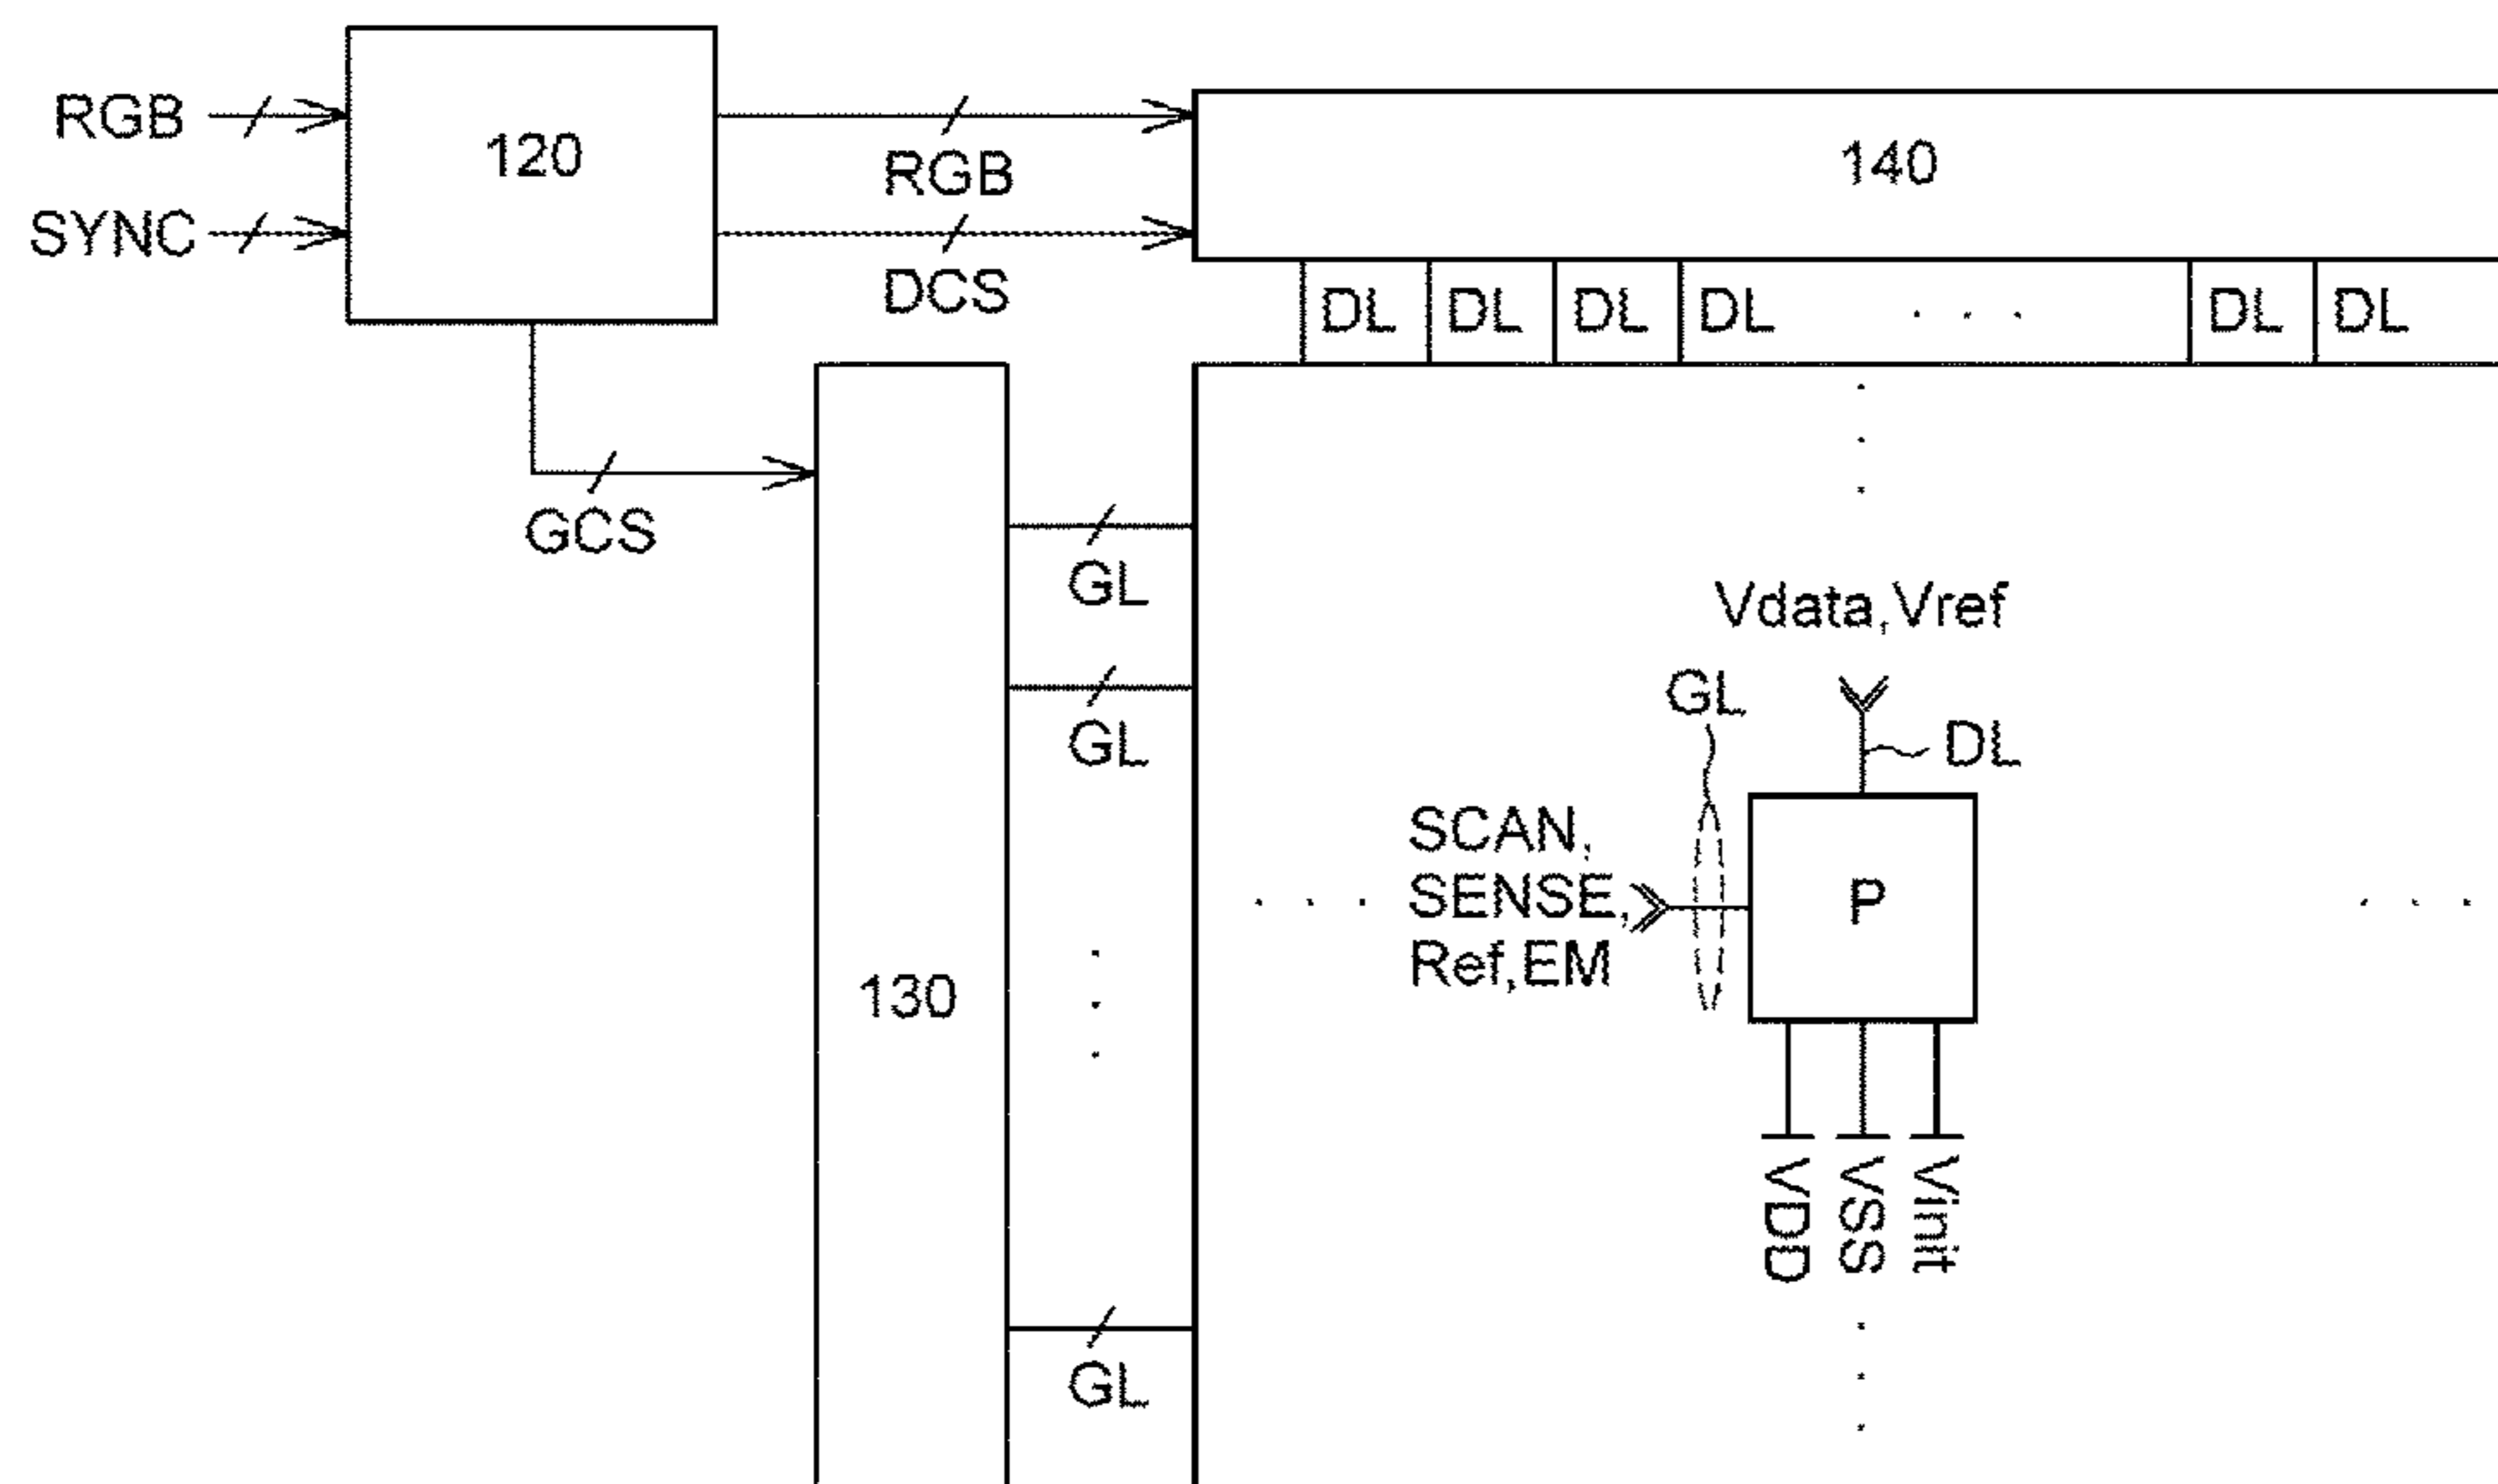 RGB
120
RGB
140
SYNC
DCS
DL DL DL DL DL DL
GCS
GL
Vdata,Vref
GL
GL
DL
SCAN,
SENSE,
Ref,EM
P
130
VDD
VSS
Vinit
GL